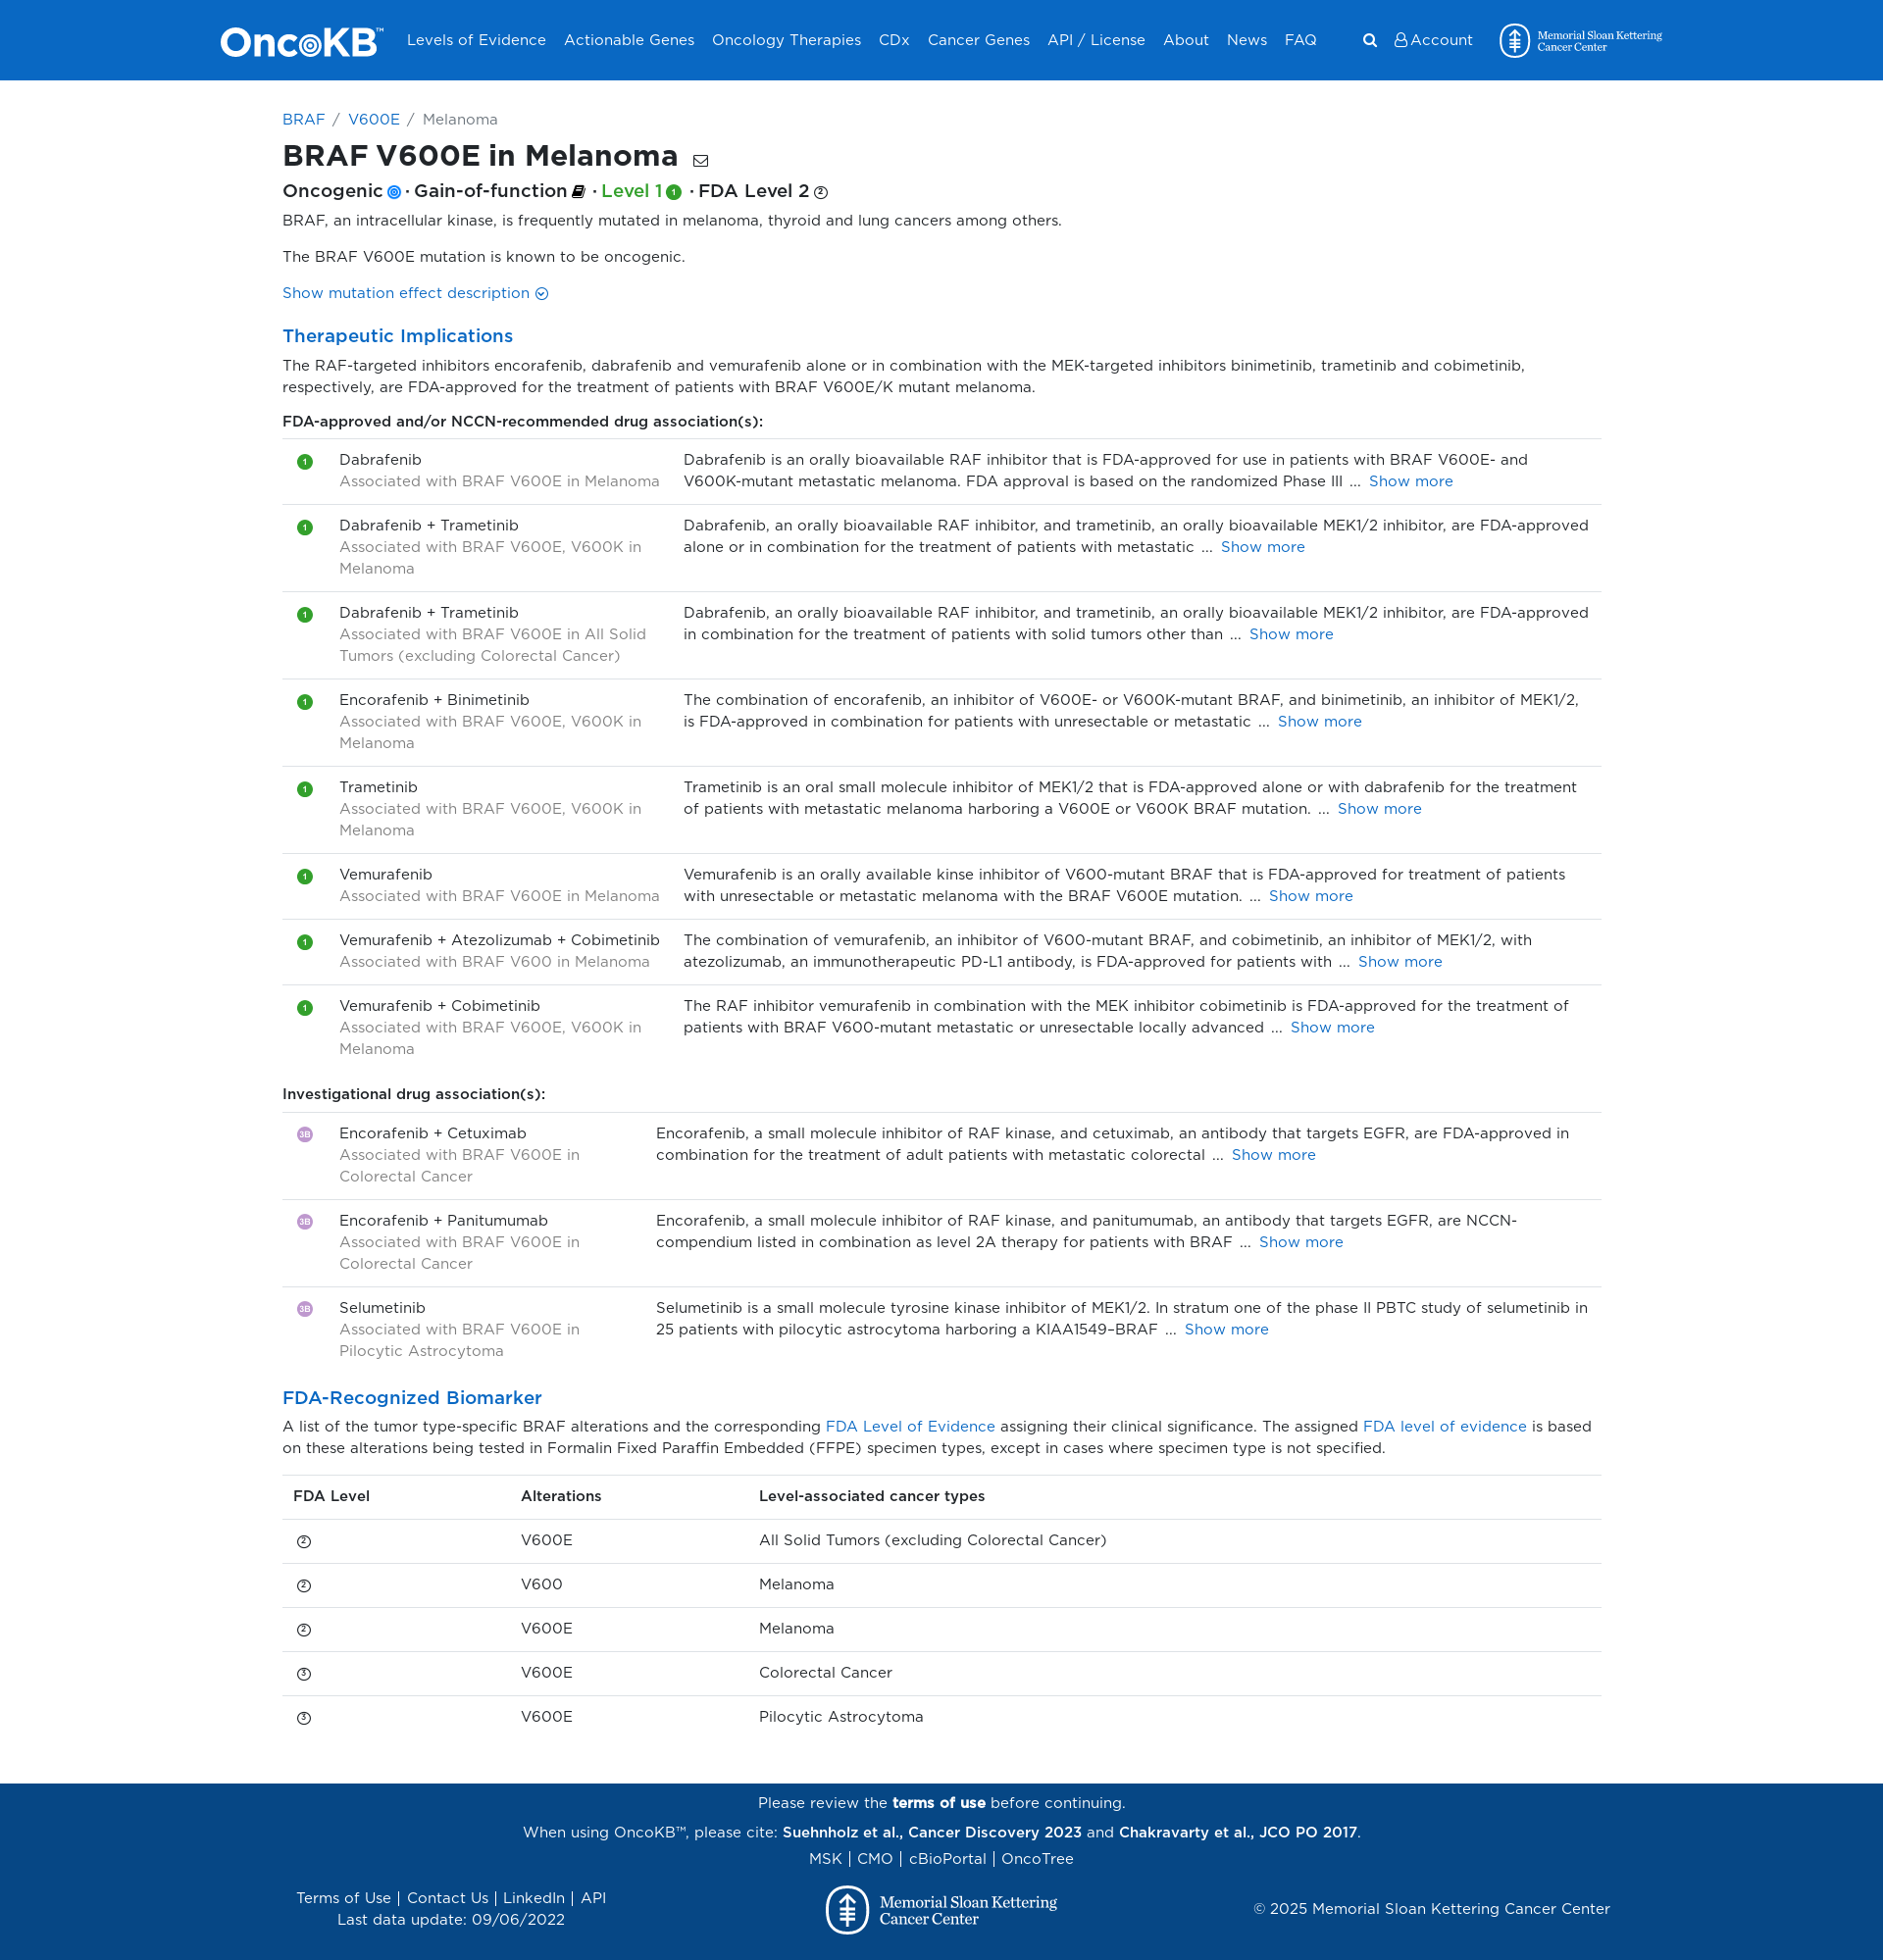 OncoKB™ Levels of Evidence Actionable Genes Oncology Therapies CDx Cancer Genes API / License About News FAQ Account Memorial Sloan Kettering
Cancer Center
BRAF / V600E / Melanoma
BRAF V600E in Melanoma
Oncogenic · Gain-of-function · Level 1 1 · FDA Level 2 2
BRAF, an intracellular kinase, is frequently mutated in melanoma, thyroid and lung cancers among others.
The BRAF V600E mutation is known to be oncogenic.
Show mutation effect description
Therapeutic Implications
The RAF-targeted inhibitors encorafenib, dabrafenib and vemurafenib alone or in combination with the MEK-targeted inhibitors binimetinib, trametinib and cobimetinib,
respectively, are FDA-approved for the treatment of patients with BRAF V600E/K mutant melanoma.
FDA-approved and/or NCCN-recommended drug association(s):
1 Dabrafenib
Associated with BRAF V600E in Melanoma
Dabrafenib is an orally bioavailable RAF inhibitor that is FDA-approved for use in patients with BRAF V600E- and
V600K-mutant metastatic melanoma. FDA approval is based on the randomized Phase III ... Show more
1 Dabrafenib + Trametinib
Associated with BRAF V600E, V600K in
Melanoma
Dabrafenib, an orally bioavailable RAF inhibitor, and trametinib, an orally bioavailable MEK1/2 inhibitor, are FDA-approved
alone or in combination for the treatment of patients with metastatic ... Show more
1 Dabrafenib + Trametinib
Associated with BRAF V600E in All Solid
Tumors (excluding Colorectal Cancer)
Dabrafenib, an orally bioavailable RAF inhibitor, and trametinib, an orally bioavailable MEK1/2 inhibitor, are FDA-approved
in combination for the treatment of patients with solid tumors other than ... Show more
1 Encorafenib + Binimetinib
Associated with BRAF V600E, V600K in
Melanoma
The combination of encorafenib, an inhibitor of V600E- or V600K-mutant BRAF, and binimetinib, an inhibitor of MEK1/2,
is FDA-approved in combination for patients with unresectable or metastatic ... Show more
1 Trametinib
Associated with BRAF V600E, V600K in
Melanoma
Trametinib is an oral small molecule inhibitor of MEK1/2 that is FDA-approved alone or with dabrafenib for the treatment
of patients with metastatic melanoma harboring a V600E or V600K BRAF mutation. ... Show more
1 Vemurafenib
Associated with BRAF V600E in Melanoma
Vemurafenib is an orally available kinse inhibitor of V600-mutant BRAF that is FDA-approved for treatment of patients
with unresectable or metastatic melanoma with the BRAF V600E mutation. ... Show more
1 Vemurafenib + Atezolizumab + Cobimetinib
Associated with BRAF V600 in Melanoma
The combination of vemurafenib, an inhibitor of V600-mutant BRAF, and cobimetinib, an inhibitor of MEK1/2, with
atezolizumab, an immunotherapeutic PD-L1 antibody, is FDA-approved for patients with ... Show more
1 Vemurafenib + Cobimetinib
Associated with BRAF V600E, V600K in
Melanoma
The RAF inhibitor vemurafenib in combination with the MEK inhibitor cobimetinib is FDA-approved for the treatment of
patients with BRAF V600-mutant metastatic or unresectable locally advanced ... Show more
Investigational drug association(s):
3B Encorafenib + Cetuximab
Associated with BRAF V600E in
Colorectal Cancer
Encorafenib, a small molecule inhibitor of RAF kinase, and cetuximab, an antibody that targets EGFR, are FDA-approved in
combination for the treatment of adult patients with metastatic colorectal ... Show more
3B Encorafenib + Panitumumab
Associated with BRAF V600E in
Colorectal Cancer
Encorafenib, a small molecule inhibitor of RAF kinase, and panitumumab, an antibody that targets EGFR, are NCCN-
compendium listed in combination as level 2A therapy for patients with BRAF ... Show more
3B Selumetinib
Associated with BRAF V600E in
Pilocytic Astrocytoma
Selumetinib is a small molecule tyrosine kinase inhibitor of MEK1/2. In stratum one of the phase II PBTC study of selumetinib in
25 patients with pilocytic astrocytoma harboring a KIAA1549–BRAF ... Show more
FDA-Recognized Biomarker
A list of the tumor type-specific BRAF alterations and the corresponding FDA Level of Evidence assigning their clinical significance. The assigned FDA level of evidence is based
on these alterations being tested in Formalin Fixed Paraffin Embedded (FFPE) specimen types, except in cases where specimen type is not specified.
FDA Level Alterations Level-associated cancer types
2 V600E All Solid Tumors (excluding Colorectal Cancer)
2 V600 Melanoma
2 V600E Melanoma
3 V600E Colorectal Cancer
3 V600E Pilocytic Astrocytoma
Please review the terms of use before continuing.
When using OncoKB™, please cite: Suehnholz et al., Cancer Discovery 2023 and Chakravarty et al., JCO PO 2017.
MSK | CMO | cBioPortal | OncoTree
Terms of Use | Contact Us | LinkedIn | API
Last data update: 09/06/2022
Memorial Sloan Kettering
Cancer Center
© 2025 Memorial Sloan Kettering Cancer Center